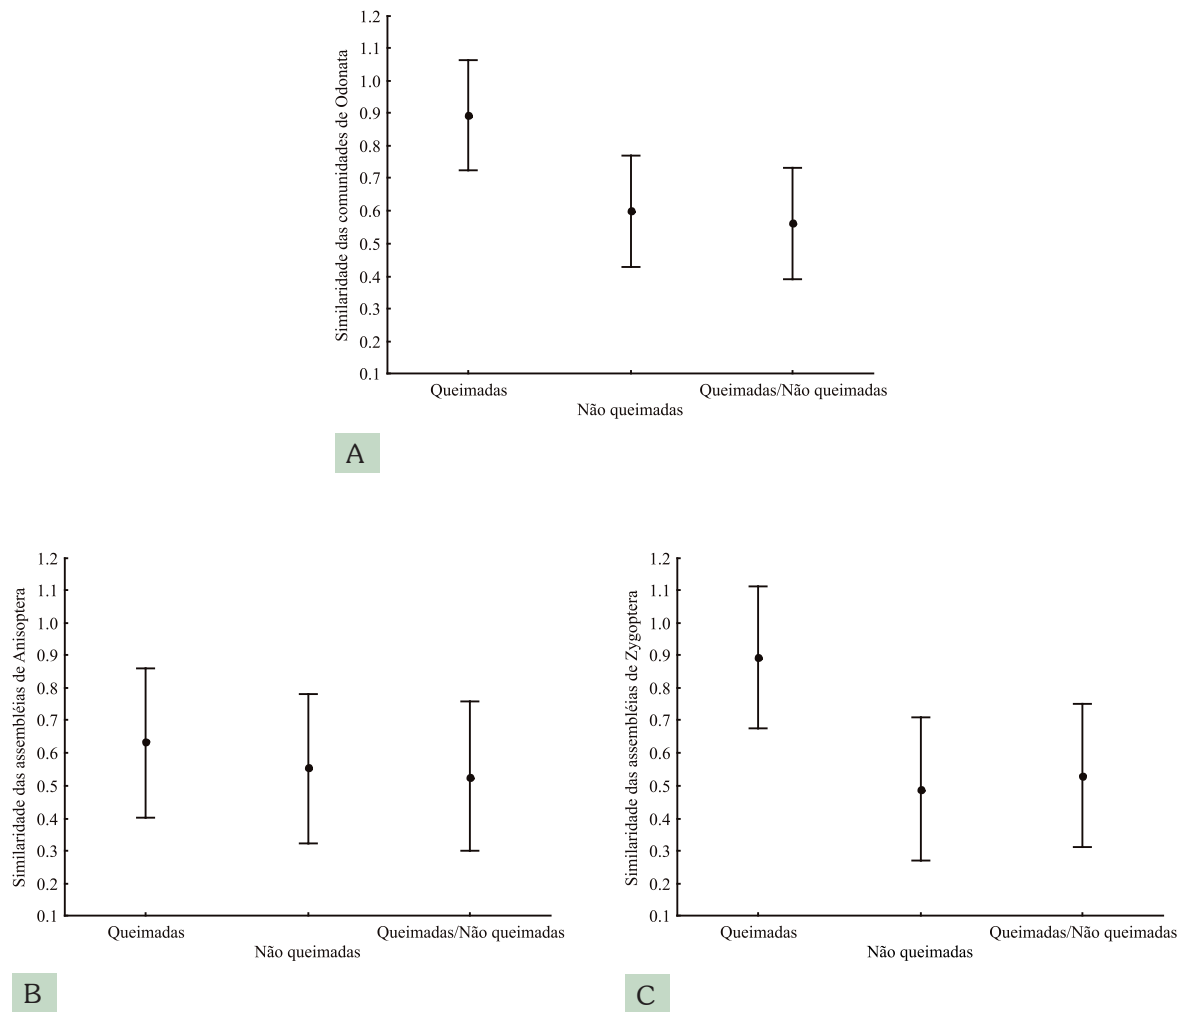 Similaridade das comunidades de Odonata
1.2
1.1
1.0
0.9
0.8
0.7
0.6
0.5
0.4
0.3
0.2
0.1
Queimadas
Não queimadas
Queimadas/Não queimadas
A
Similaridade das assembléias de Anisoptera
1.2
1.1
1.0
0.9
0.8
0.7
0.6
0.5
0.4
0.3
0.2
0.1
Queimadas
Não queimadas
Queimadas/Não queimadas
B
Similaridade das assembléias de Zygoptera
1.2
1.1
1.0
0.9
0.8
0.7
0.6
0.5
0.4
0.3
0.2
0.1
Queimadas
Não queimadas
Queimadas/Não queimadas
C